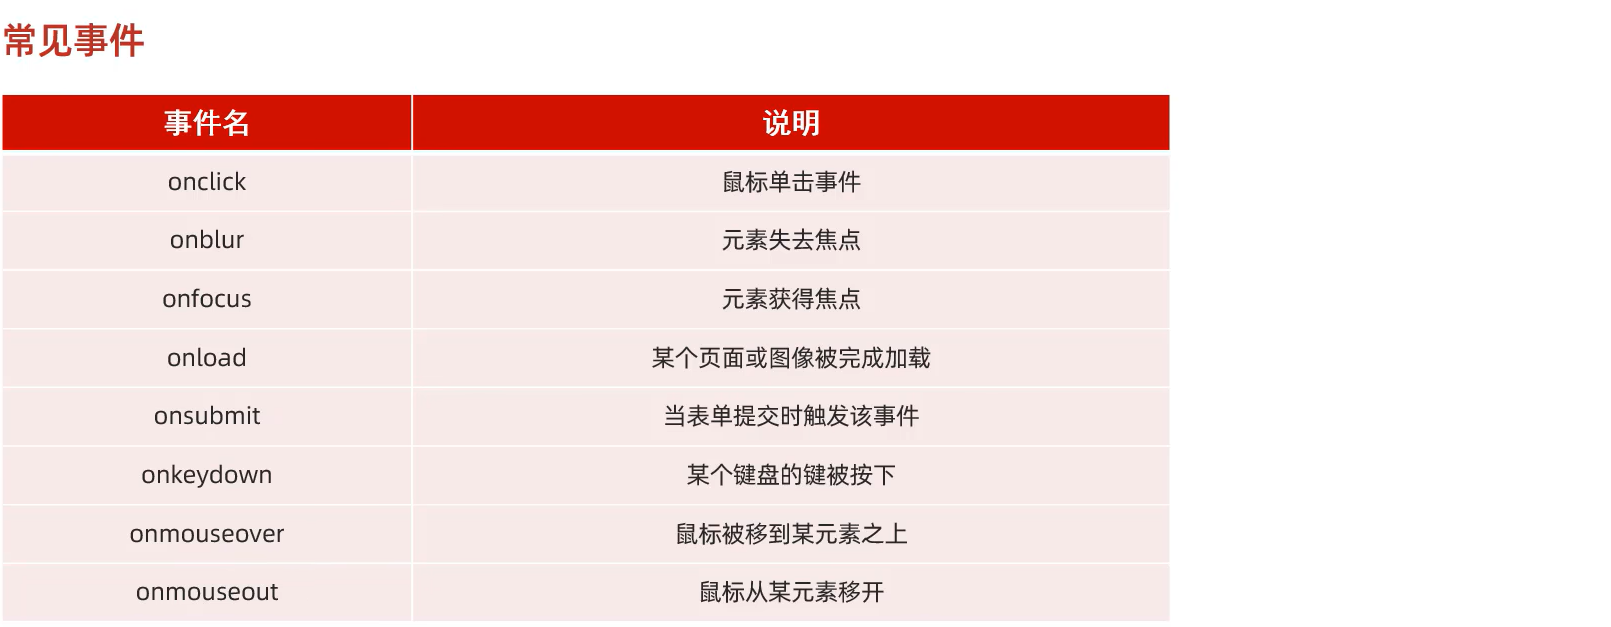 常见事件
事件名 说明
onclick 鼠标单击事件
onblur 元素失去焦点
onfocus 元素获得焦点
onload 某个页面或图像被完成加载
onsubmit 当表单提交时触发该事件
onkeydown 某个键盘的键被按下
onmouseover 鼠标被移到某元素之上
onmouseout 鼠标从某元素移开